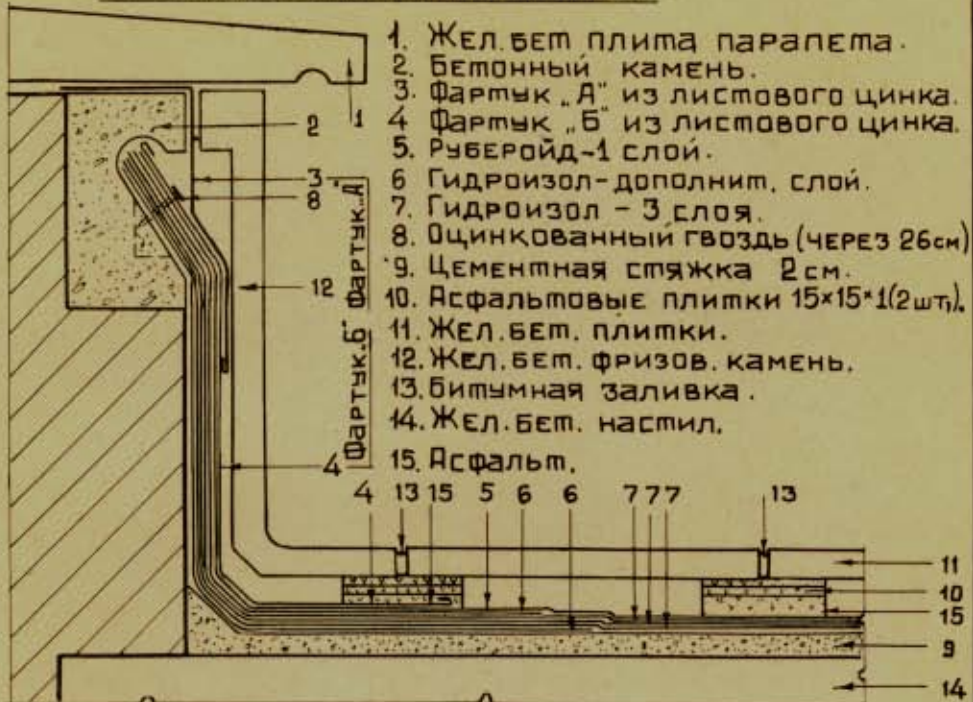 1. Жел.бет плита парапета.
2. Бетонный камень.
3. Фартук „А" из листового цинка.
4 Фартук „Б" из листового цинка.
5. Руберойд-1 слой.
6 Гидроизол-дополнит. слой.
7. Гидроизол - 3 слоя.
8. Оцинкованный гвоздь (через 26см)
9. Цементная стяжка 2см.
10. Асфальтовые плитки 15×15×1(2шт).
11. Жел.бет. плитки.
12. Жел.бет. фризов. камень.
13. Битумная заливка.
14. Жел.бет. настил.
15. Асфальт.
2 1
3
8
12
4
Фартук „А"
Фартук „Б"
4 13 15 5 6 6 7 7 7 13
11
10
15
9
14